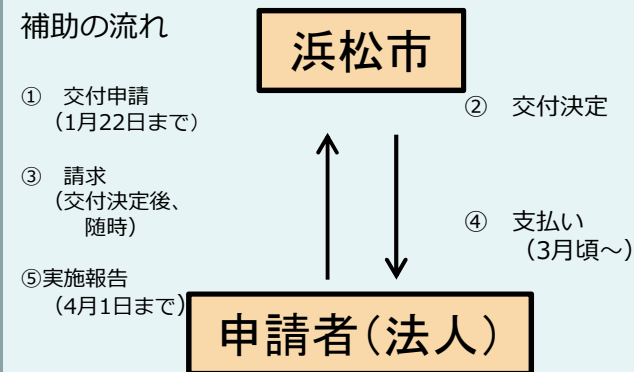 補助の流れ
浜松市
① 交付申請
（1月22日まで）
② 交付決定
③ 請求
（交付決定後、
随時）
④ 支払い
（3月頃～）
⑤実施報告
（4月1日まで）
申請者（法人）